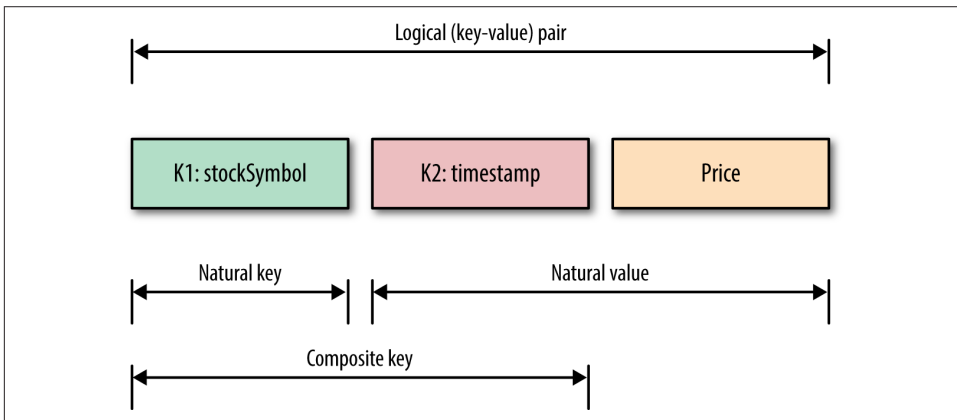 Logical (key-value) pair
K1: stockSymbol
K2: timestamp
Price
Natural key
Natural value
Composite key